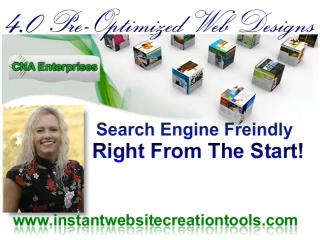 4.0 Pre-Optimized Web Designs
CNA Enterprises
Search Engine Freindly
Right From The Start!
www.instantwebsitecreationtools.com